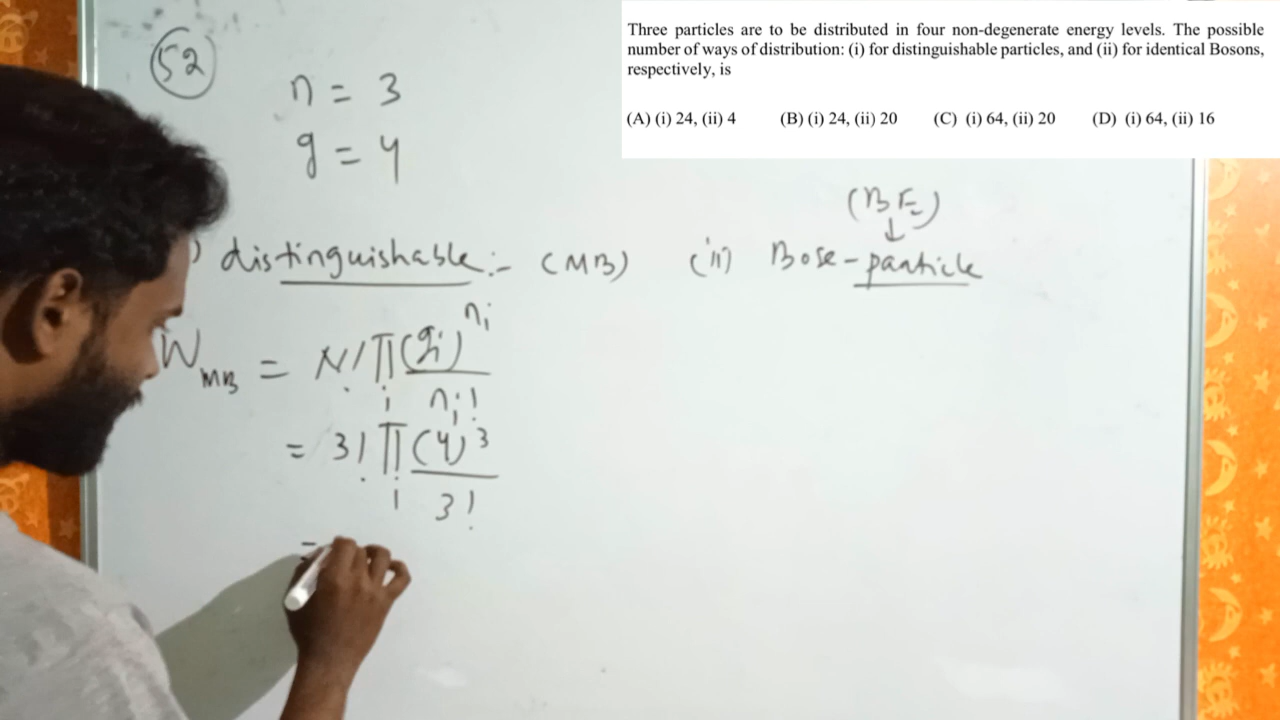 Three particles are to be distributed in four non-degenerate energy levels. The possible
number of ways of distribution: (i) for distinguishable particles, and (ii) for identical Bosons,
respectively, is
(A) (i) 24, (ii) 4 (B) (i) 24, (ii) 20 (C) (i) 64, (ii) 20 (D) (i) 64, (ii) 16
52
n = 3
g = 4
) distinguishable :- (MB)
W_MB = N! ∏_i (g_i)^n_i / n_i!
= 3! ∏_i (4)^3 / 3!
=
(BE)
↓
(ii) Bose-particle